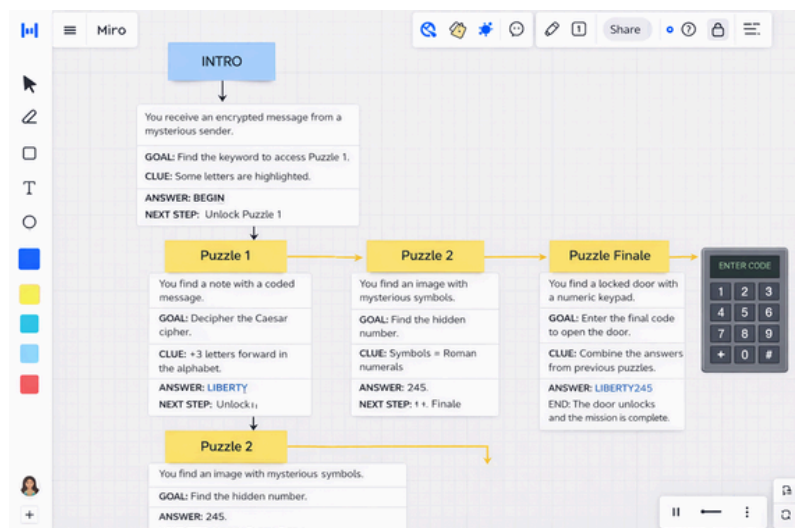 Miro
1
Share
INTRO
You receive an encrypted message from a
mysterious sender.
GOAL: Find the keyword to access Puzzle 1.
CLUE: Some letters are highlighted.
ANSWER: BEGIN
NEXT STEP: Unlock Puzzle 1
Puzzle 1
You find a note with a coded
message.
GOAL: Decipher the Caesar
cipher.
CLUE: +3 letters forward in
the alphabet.
ANSWER: LIBERTY
NEXT STEP: Unlock
Puzzle 2
You find an image with
mysterious symbols.
GOAL: Find the hidden
number.
CLUE: Symbols = Roman
numerals
ANSWER: 245.
NEXT STEP: Finale
Puzzle Finale
You find a locked door with
a numeric keypad.
GOAL: Enter the final code
to open the door.
CLUE: Combine the answers
from previous puzzles.
ANSWER: LIBERTY245
END: The door unlocks
and the mission is complete.
ENTER CODE
1 2 3
4 5 6
7 8 9
+ 0 #
Puzzle 2
You find an image with mysterious symbols.
GOAL: Find the hidden number.
ANSWER: 245.